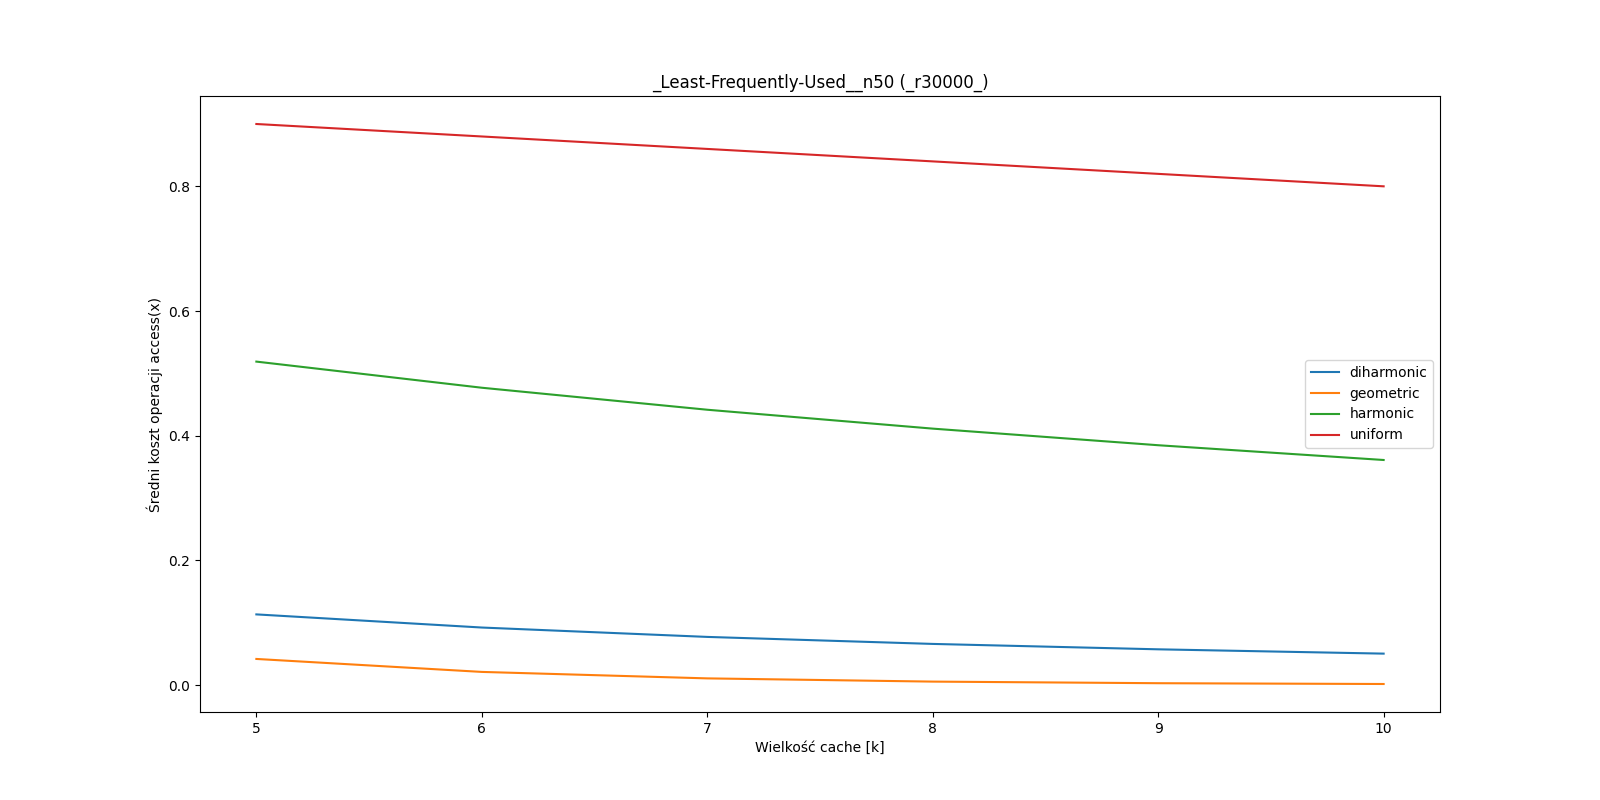 _Least-Frequently-Used__n50 (_r30000_)
Średni koszt operacji access(x)
0.8
0.6
0.4
0.2
0.0
diharmonic
geometric
harmonic
uniform
5 6 7 8 9 10
Wielkość cache [k]